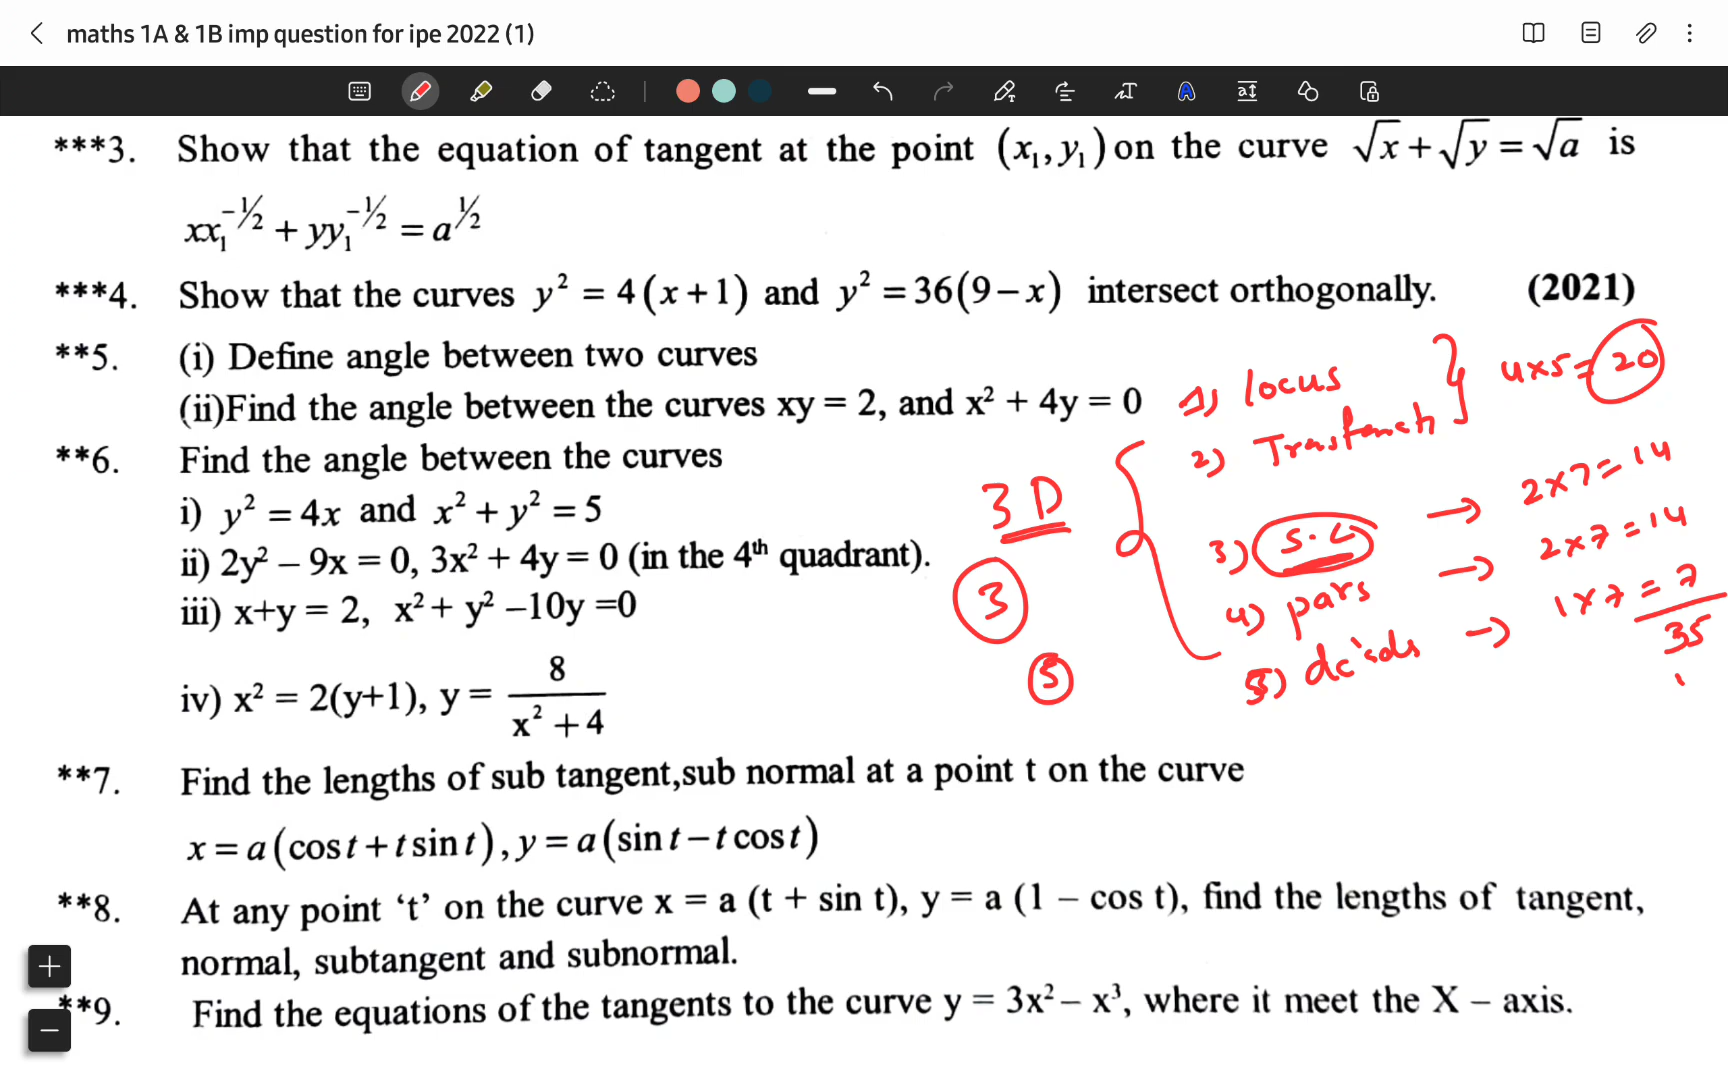 maths 1A & 1B imp question for ipe 2022 (1)
***3. Show that the equation of tangent at the point (x₁, y₁) on the curve √x + √y = √a is
xx₁^(-1/2) + yy₁^(-1/2) = a^(1/2)
***4. Show that the curves y² = 4(x+1) and y² = 36(9−x) intersect orthogonally. (2021)
**5. (i) Define angle between two curves
(ii)Find the angle between the curves xy = 2, and x² + 4y = 0
1) locus
4x5=20
2)
**6. Find the angle between the curves
i) y² = 4x and x² + y² = 5
ii) 2y² – 9x = 0, 3x² + 4y = 0 (in the 4th quadrant).
iii) x+y = 2, x² + y² –10y =0
iv) x² = 2(y+1), y = 8/(x² + 4)
3D
3
5
3) S.L → 2x7=14
4) pars → 2x7=14
5) → 1x7=7
35
**7. Find the lengths of sub tangent,sub normal at a point t on the curve
x = a(cos t + t sin t), y = a(sin t − t cos t)
**8. At any point ‘t’ on the curve x = a (t + sin t), y = a (1 – cos t), find the lengths of tangent,
normal, subtangent and subnormal.
**9. Find the equations of the tangents to the curve y = 3x² – x³, where it meet the X – axis.